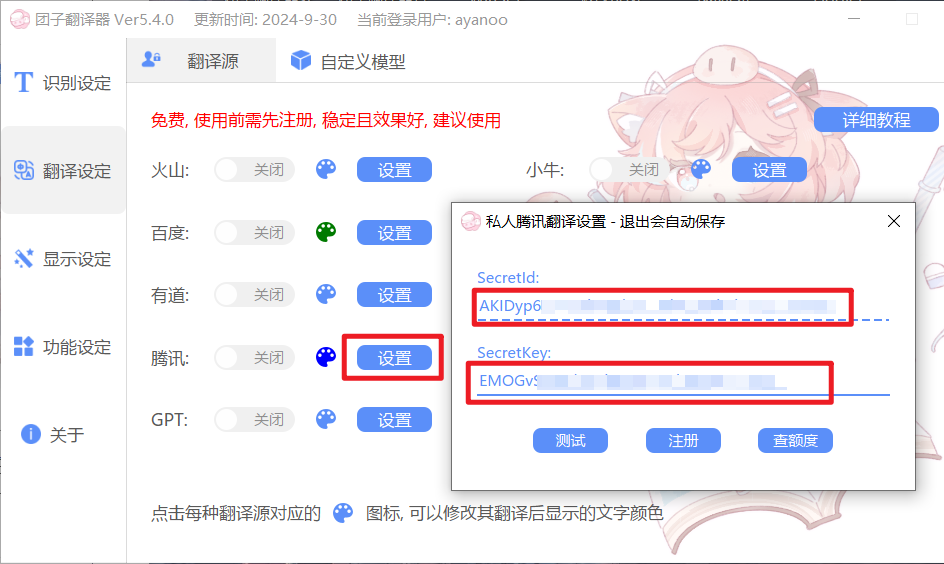 团子翻译器 Ver5.4.0 更新时间: 2024-9-30 当前登录用户: ayanoo
识别设定
翻译设定
显示设定
功能设定
关于
翻译源 自定义模型
免费, 使用前需先注册, 稳定且效果好, 建议使用
详细教程
火山: 关闭 设置 小牛: 关闭 设置
百度: 关闭 设置
有道: 关闭 设置
腾讯: 关闭 设置
GPT: 关闭 设置
点击每种翻译源对应的 图标, 可以修改其翻译后显示的文字颜色
私人腾讯翻译设置 - 退出会自动保存
SecretId:
AKIDyp6
SecretKey:
EMOGvS
测试 注册 查额度